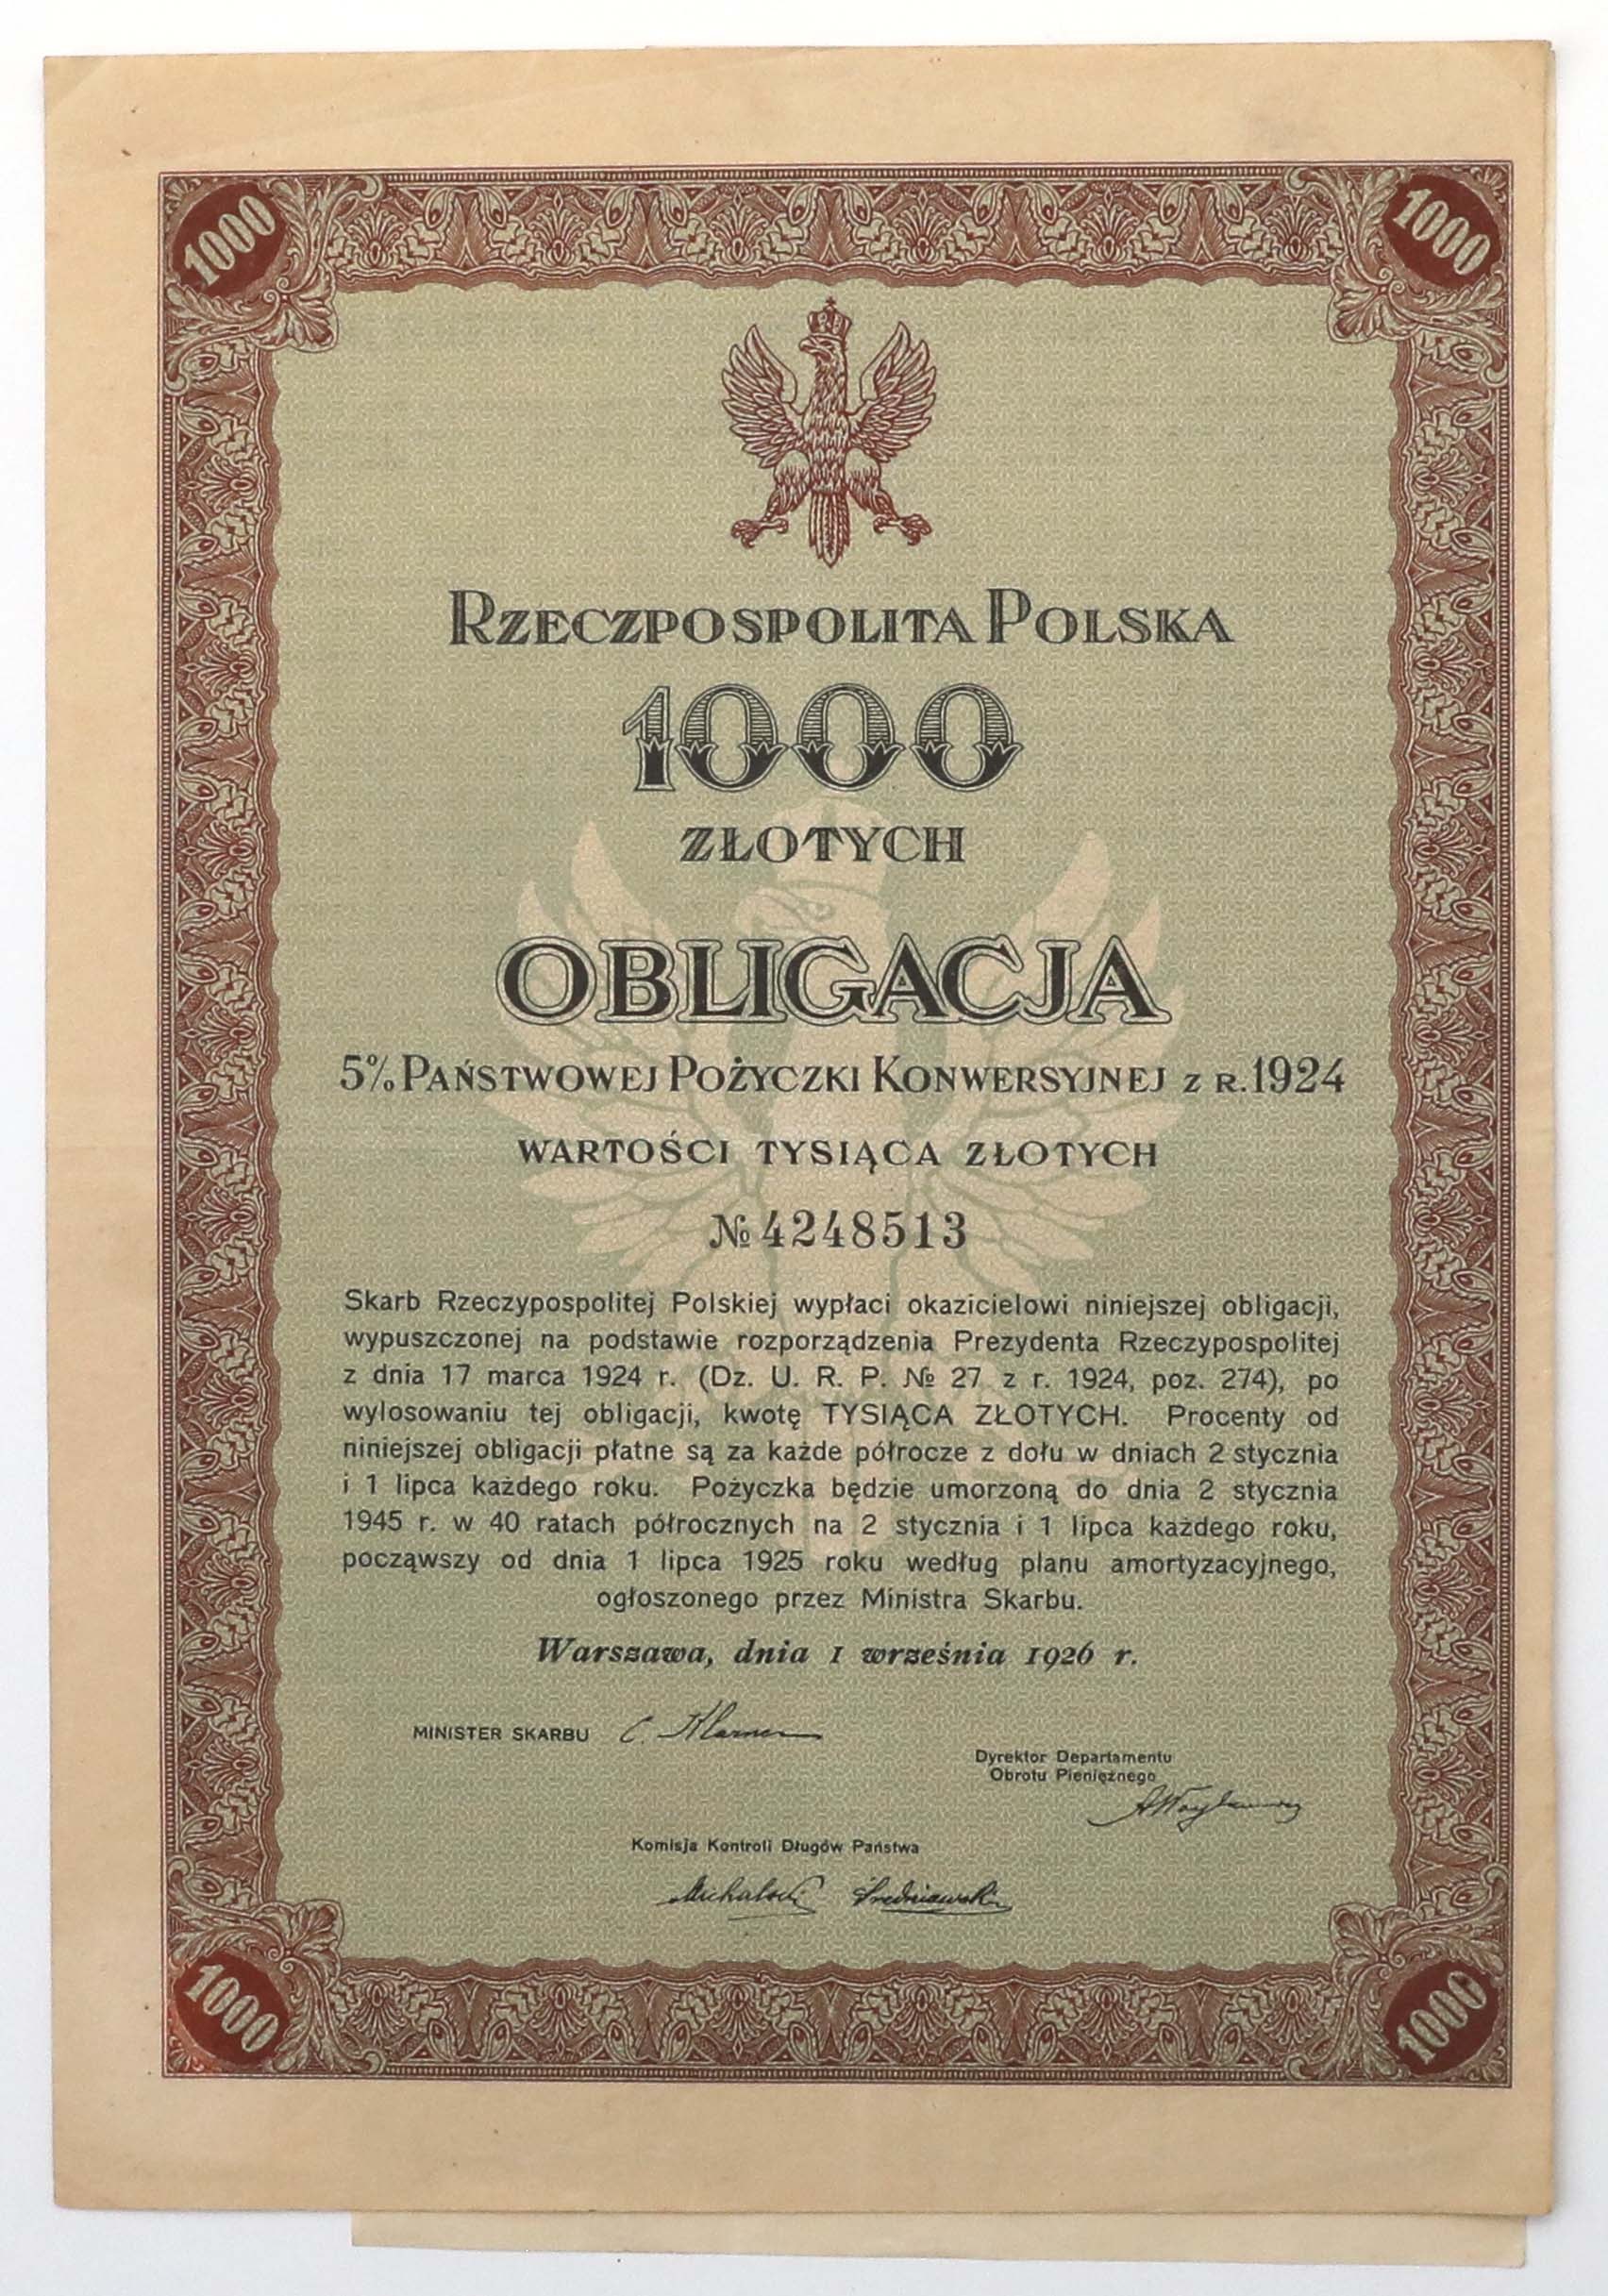 1000
1000
RZECZPOSPOLITA POLSKA
1000
ZŁOTYCH
OBLIGACJA
5% PAŃSTWOWEJ POŻYCZKI KONWERSYJNEJ Z R. 1924
WARTOŚCI TYSIĄCA ZŁOTYCH
№ 4248513
Skarb Rzeczypospolitej Polskiej wypłaci okazicielowi niniejszej obligacji,
wypuszczonej na podstawie rozporządzenia Prezydenta Rzeczypospolitej
z dnia 17 marca 1924 r. (Dz. U. R. P. № 27 z r. 1924, poz. 274), po
wylosowaniu tej obligacji, kwotę TYSIĄCA ZŁOTYCH. Procenty od
niniejszej obligacji płatne są za każde półrocze z dołu w dniach 2 stycznia
i 1 lipca każdego roku. Pożyczka będzie umorzoną do dnia 2 stycznia
1945 r. w 40 ratach półrocznych na 2 stycznia i 1 lipca każdego roku,
począwszy od dnia 1 lipca 1925 roku według planu amortyzacyjnego,
ogłoszonego przez Ministra Skarbu.
Warszawa, dnia 1 września 1926 r.
MINISTER SKARBU C. Klarner
Dyrektor Departamentu
Obrotu Pieniężnego
Komisja Kontroli Długów Państwa
Michalski Średniawski
1000
1000